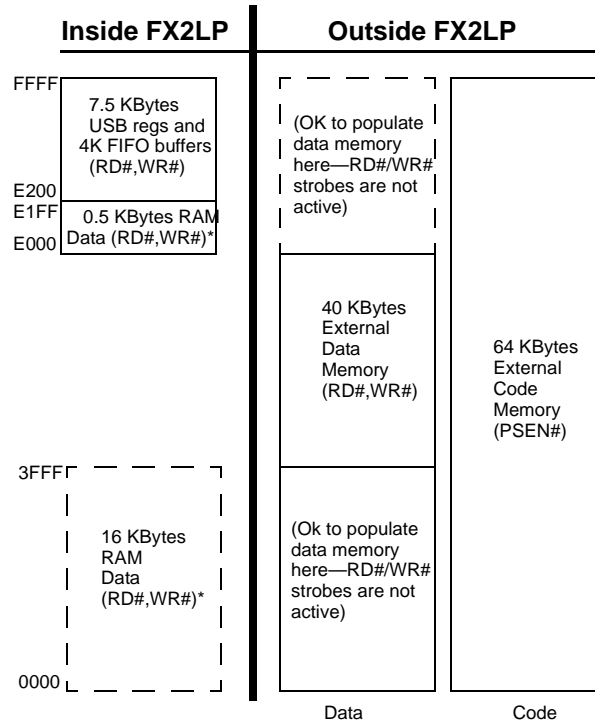 Inside FX2LP
Outside FX2LP
FFFF
7.5 KBytes
USB regs and
4K FIFO buffers
(RD#,WR#)
E200
E1FF
0.5 KBytes RAM
Data (RD#,WR#)*
E000
(OK to populate
data memory
here—RD#/WR#
strobes are not
active)
40 KBytes
External
Data
Memory
(RD#,WR#)
64 KBytes
External
Code
Memory
(PSEN#)
3FFF
16 KBytes
RAM
Data
(RD#,WR#)*
(Ok to populate
data memory
here—RD#/WR#
strobes are not
active)
0000
Data
Code